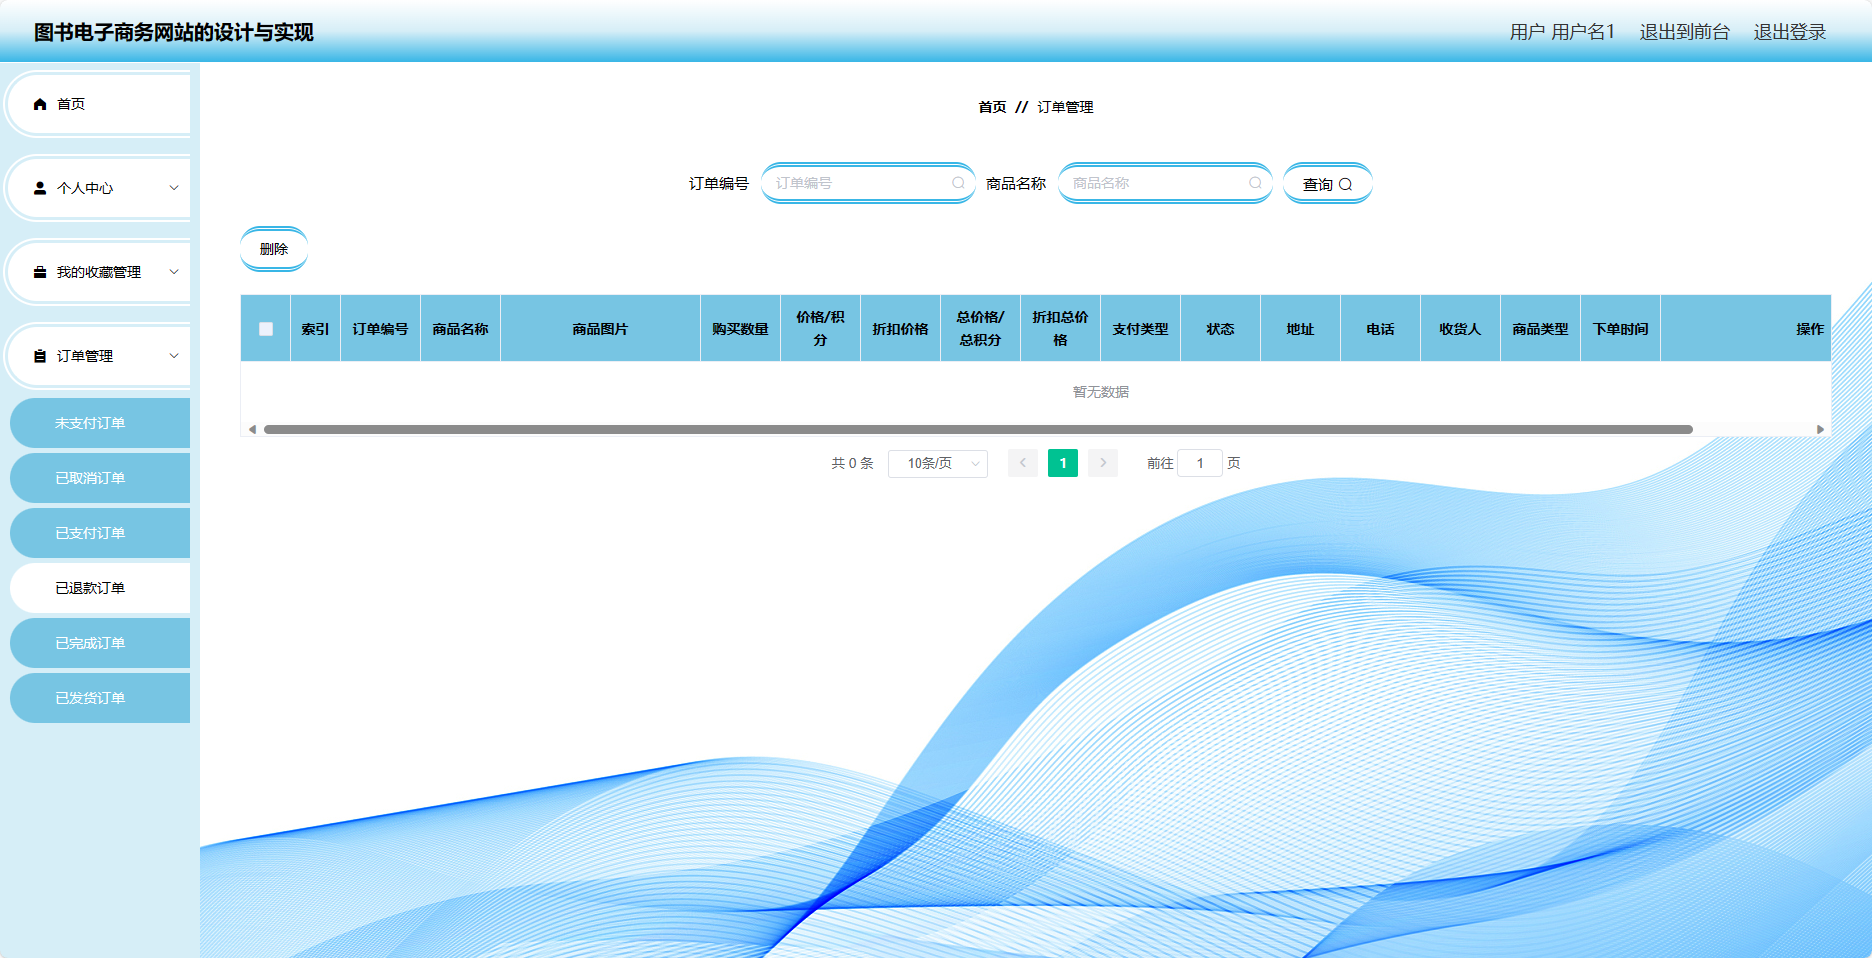 图书电子商务网站的设计与实现
用户 用户名1 退出到前台 退出登录
首页
个人中心
我的收藏管理
订单管理
未支付订单
已取消订单
已支付订单
已退款订单
已完成订单
已发货订单
首页 // 订单管理
订单编号 订单编号 商品名称 商品名称 查询
删除
索引 订单编号 商品名称 商品图片 购买数量 价格/积分 折扣价格 总价格/总积分 折扣总价格 支付类型 状态 地址 电话 收货人 商品类型 下单时间 操作
暂无数据
共 0 条 10条/页 1 前往 1 页